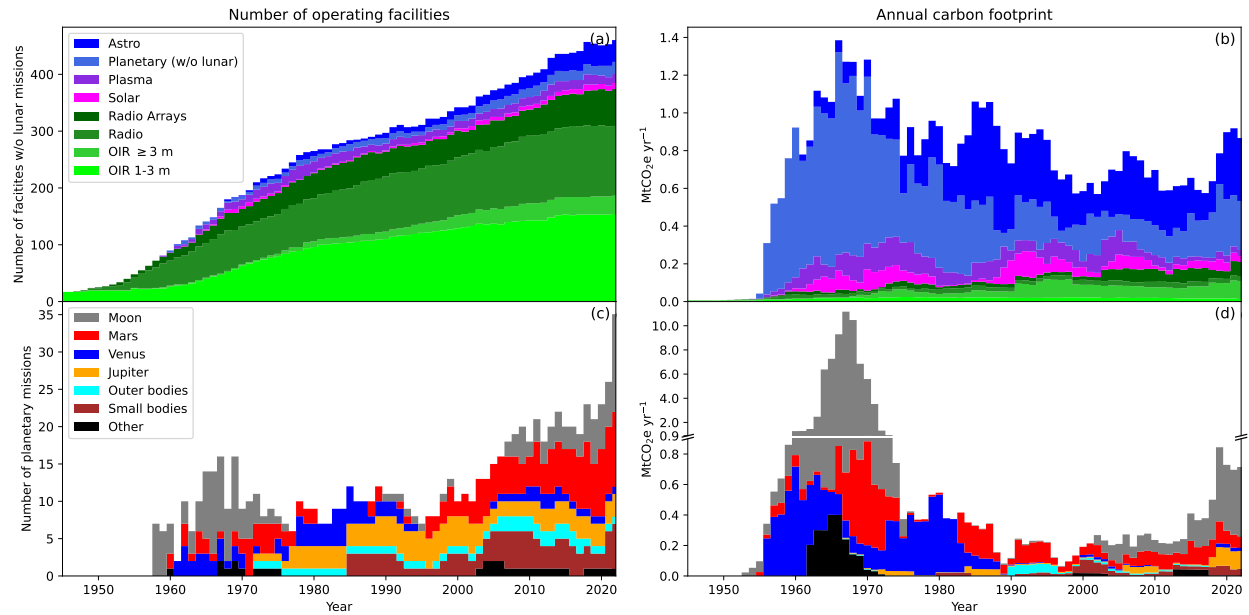 Number of operating facilities
(a)
Number of facilities w/o lunar missions
400
300
200
100
0
Astro
Planetary (w/o lunar)
Plasma
Solar
Radio Arrays
Radio
OIR ≥ 3 m
OIR 1-3 m
Annual carbon footprint
(b)
MtCO₂e yr⁻¹
1.4
1.2
1.0
0.8
0.6
0.4
0.2
0.0
(c)
Number of planetary missions
35
30
25
20
15
10
5
0
Moon
Mars
Venus
Jupiter
Outer bodies
Small bodies
Other
1950 1960 1970 1980 1990 2000 2010 2020
Year
(d)
MtCO₂e yr⁻¹
10.0
8.0
6.0
4.0
2.0
0.9
0.8
0.6
0.4
0.2
0.0
1950 1960 1970 1980 1990 2000 2010 2020
Year